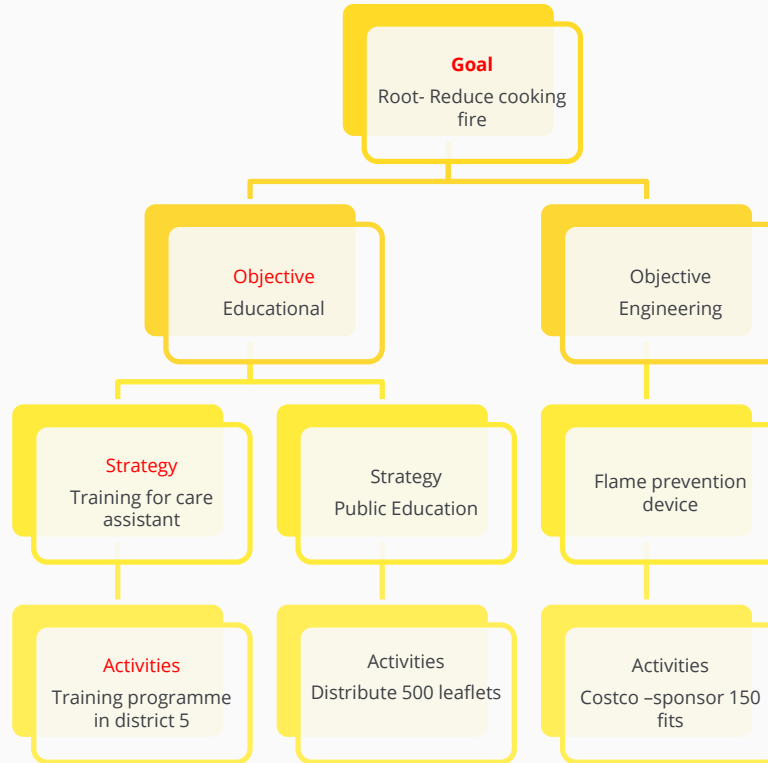 Goal
Root- Reduce cooking
fire
Objective
Educational
Objective
Engineering
Strategy
Training for care
assistant
Strategy
Public Education
Flame prevention
device
Activities
Training programme
in district 5
Activities
Distribute 500 leaflets
Activities
Costco –sponsor 150
fits